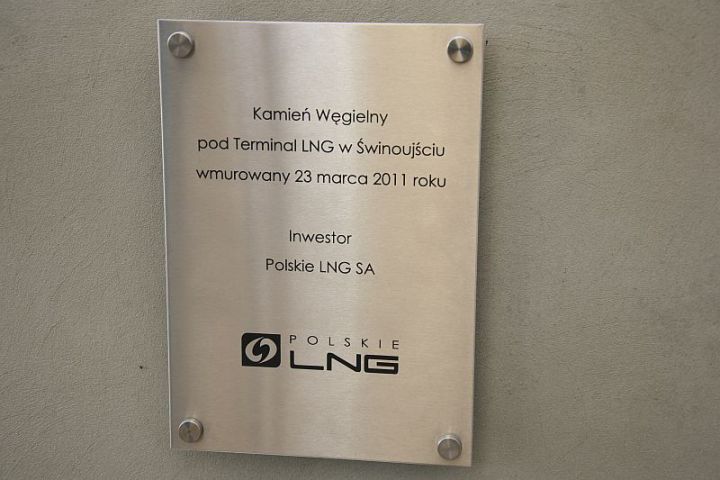 Kamień Węgielny
pod Terminal LNG w Świnoujściu
wmurowany 23 marca 2011 roku
Inwestor
Polskie LNG SA
POLSKIE
LNG